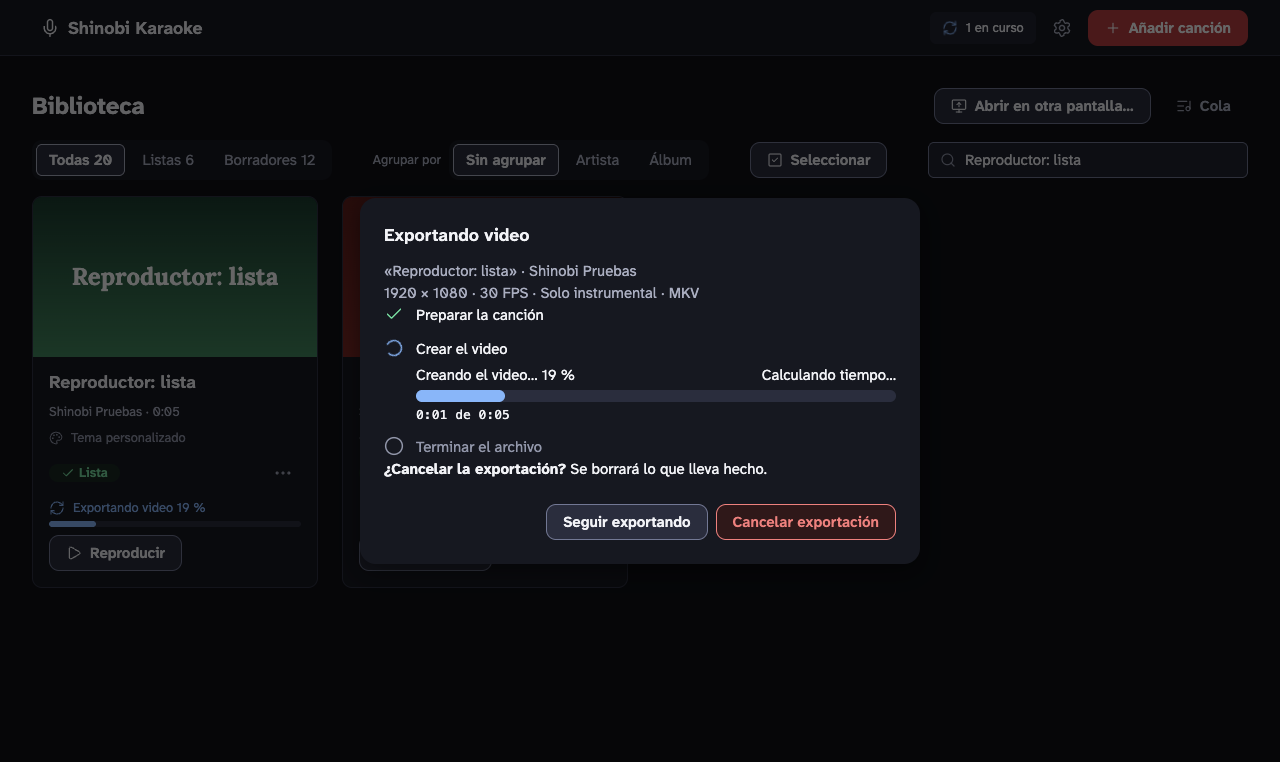 Shinobi Karaoke
1 en curso
Añadir canción
Biblioteca
Abrir en otra pantalla...
Cola
Todas 20
Listas 6
Borradores 12
Agrupar por
Sin agrupar
Artista
Álbum
Seleccionar
Reproductor: lista
Reproductor: lista
Reproductor: lista
Shinobi Pruebas · 0:05
Tema personalizado
Lista
Exportando video 19 %
Reproducir
Exportando video
«Reproductor: lista» · Shinobi Pruebas
1920 × 1080 · 30 FPS · Solo instrumental · MKV
Preparar la canción
Crear el video
Creando el video... 19 %
Calculando tiempo...
0:01 de 0:05
Terminar el archivo
¿Cancelar la exportación? Se borrará lo que lleva hecho.
Seguir exportando
Cancelar exportación